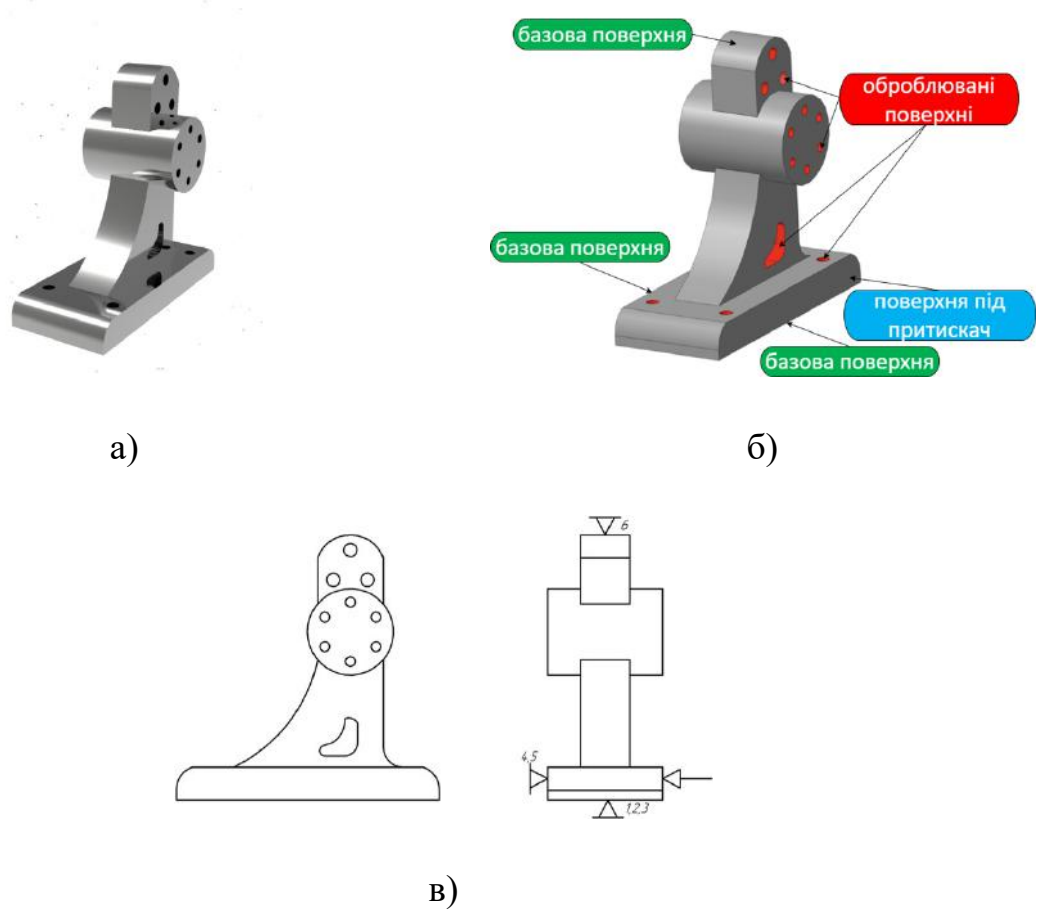 базова поверхня
оброблювані
поверхні
базова поверхня
поверхня під
притискач
базова поверхня
а)
б)
6
4,5
1,2,3
в)